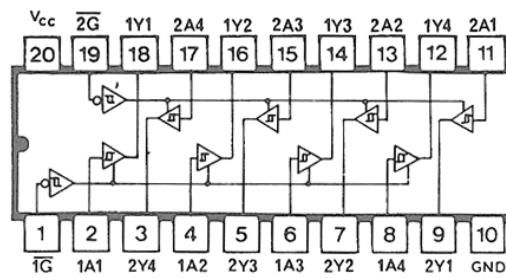 Vcc 2G 1Y1 2A4 1Y2 2A3 1Y3 2A2 1Y4 2A1
20 19 18 17 16 15 14 13 12 11
1 2 3 4 5 6 7 8 9 10
1G 1A1 2Y4 1A2 2Y3 1A3 2Y2 1A4 2Y1 GND